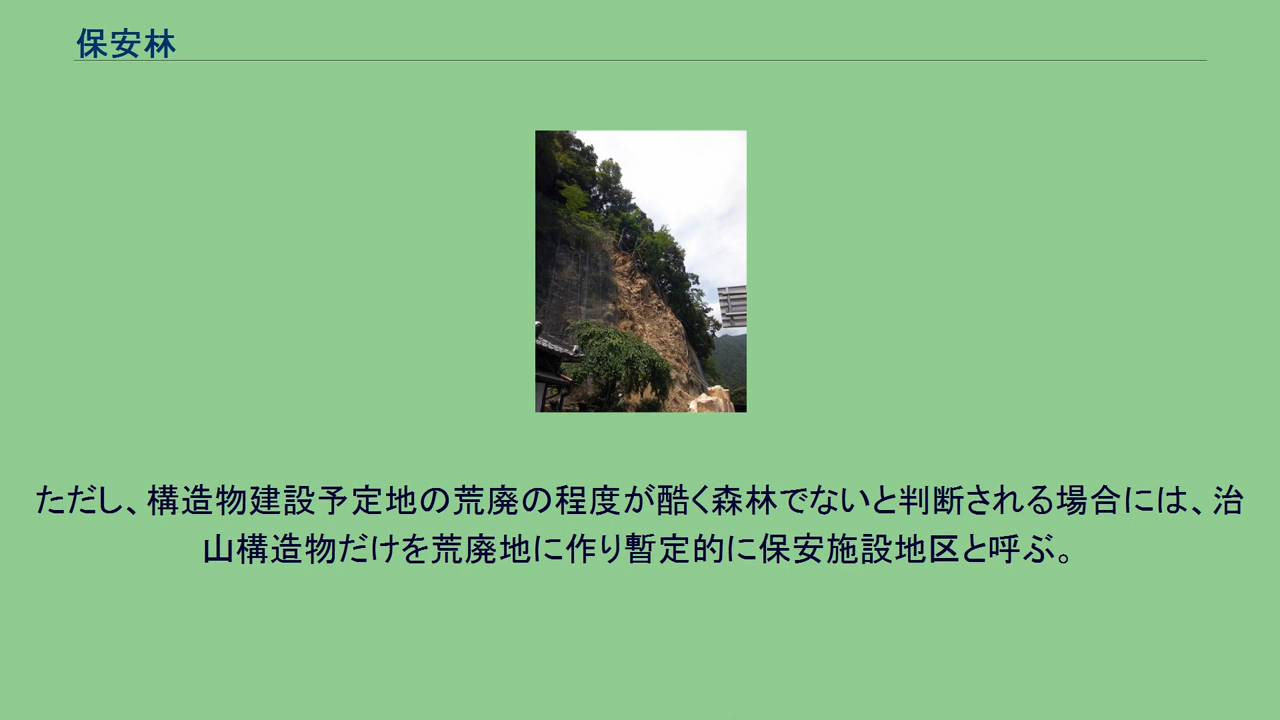 保安林
ただし、構造物建設予定地の荒廃の程度が酷く森林でないと判断される場合には、治
山構造物だけを荒廃地に作り暫定的に保安施設地区と呼ぶ。